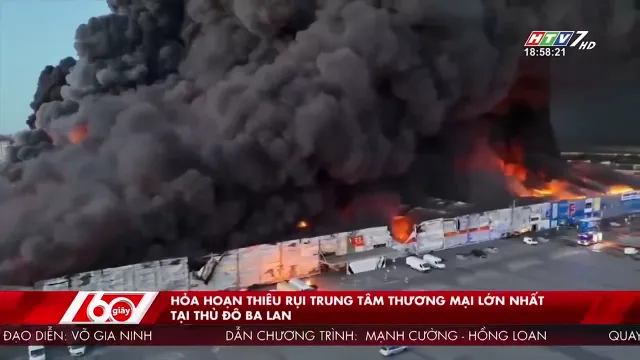 HTV7 HD
18:58:21
60 giây
HỎA HOẠN THIÊU RỤI TRUNG TÂM THƯƠNG MẠI LỚN NHẤT
TẠI THỦ ĐÔ BA LAN
ĐẠO DIỄN: VÕ GIA NINH DẪN CHƯƠNG TRÌNH: MẠNH CƯỜNG - HỒNG LOAN QUAY